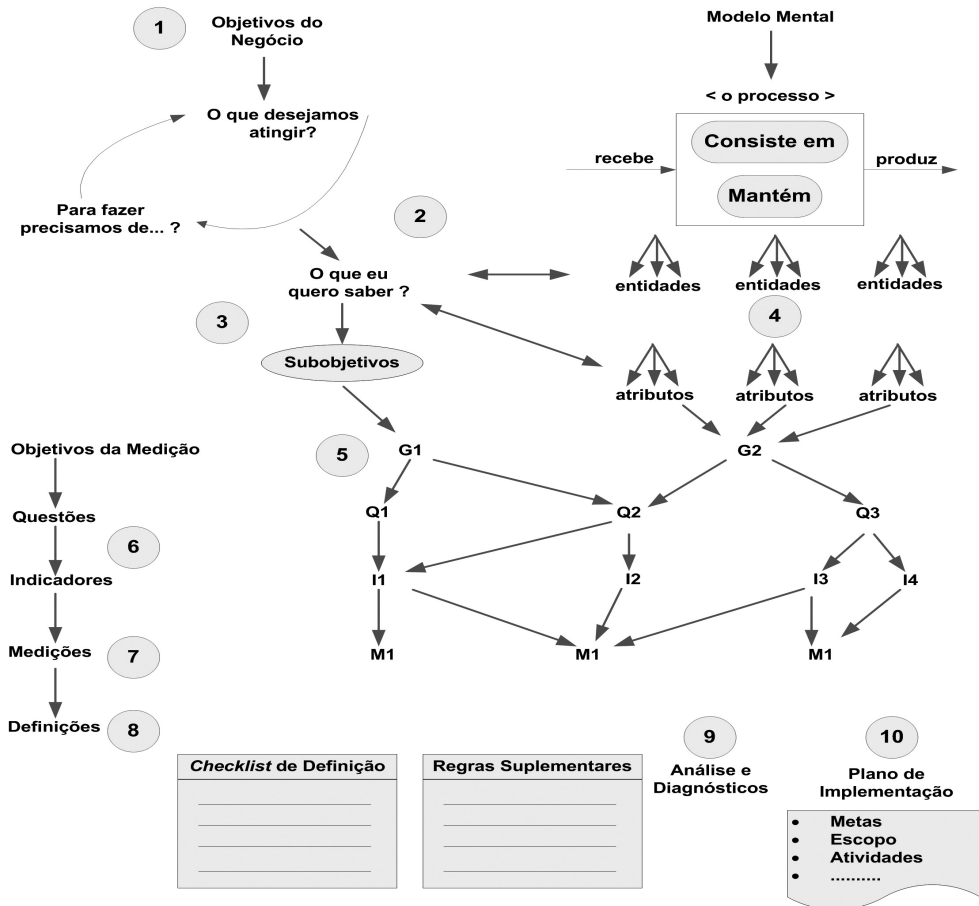 1
Objetivos do
Negócio
O que desejamos
atingir?
Para fazer
precisamos de... ?
2
O que eu
quero saber ?
3
Subobjetivos
Modelo Mental
< o processo >
recebe
Consiste em
Mantém
produz
entidades
entidades
entidades
4
atributos
atributos
atributos
5
G1
G2
Q1
Q2
Q3
I1
I2
I3
I4
M1
M1
M1
Objetivos da Medição
Questões
6
Indicadores
Medições
7
Definições
8
Checklist de Definição
Regras Suplementares
9
Análise e
Diagnósticos
10
Plano de
Implementação
• Metas
• Escopo
• Atividades
• ..........